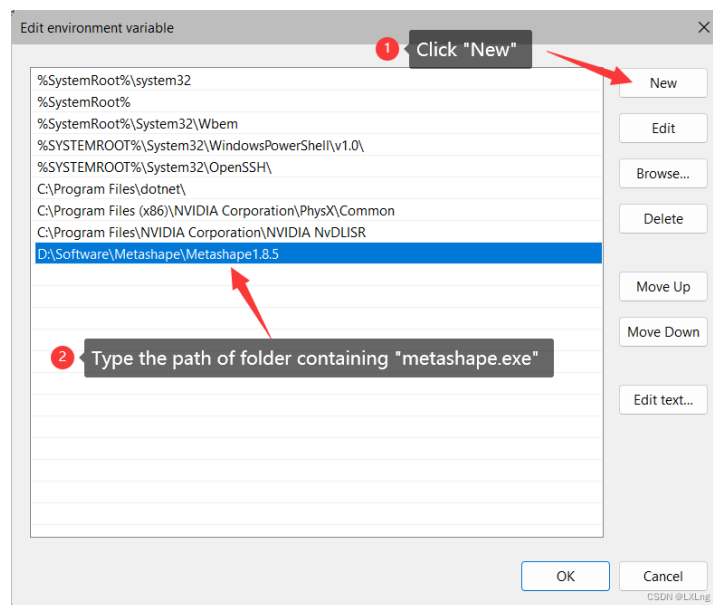 Edit environment variable
1 Click "New"
%SystemRoot%\system32
%SystemRoot%
%SystemRoot%\System32\Wbem
%SYSTEMROOT%\System32\WindowsPowerShell\v1.0\
%SYSTEMROOT%\System32\OpenSSH\
C:\Program Files\dotnet\
C:\Program Files (x86)\NVIDIA Corporation\PhysX\Common
C:\Program Files\NVIDIA Corporation\NVIDIA NvDLISR
D:\Software\Metashape\Metashape1.8.5
2 Type the path of folder containing "metashape.exe"
New
Edit
Browse...
Delete
Move Up
Move Down
Edit text...
OK
Cancel
CSDN @LXLng